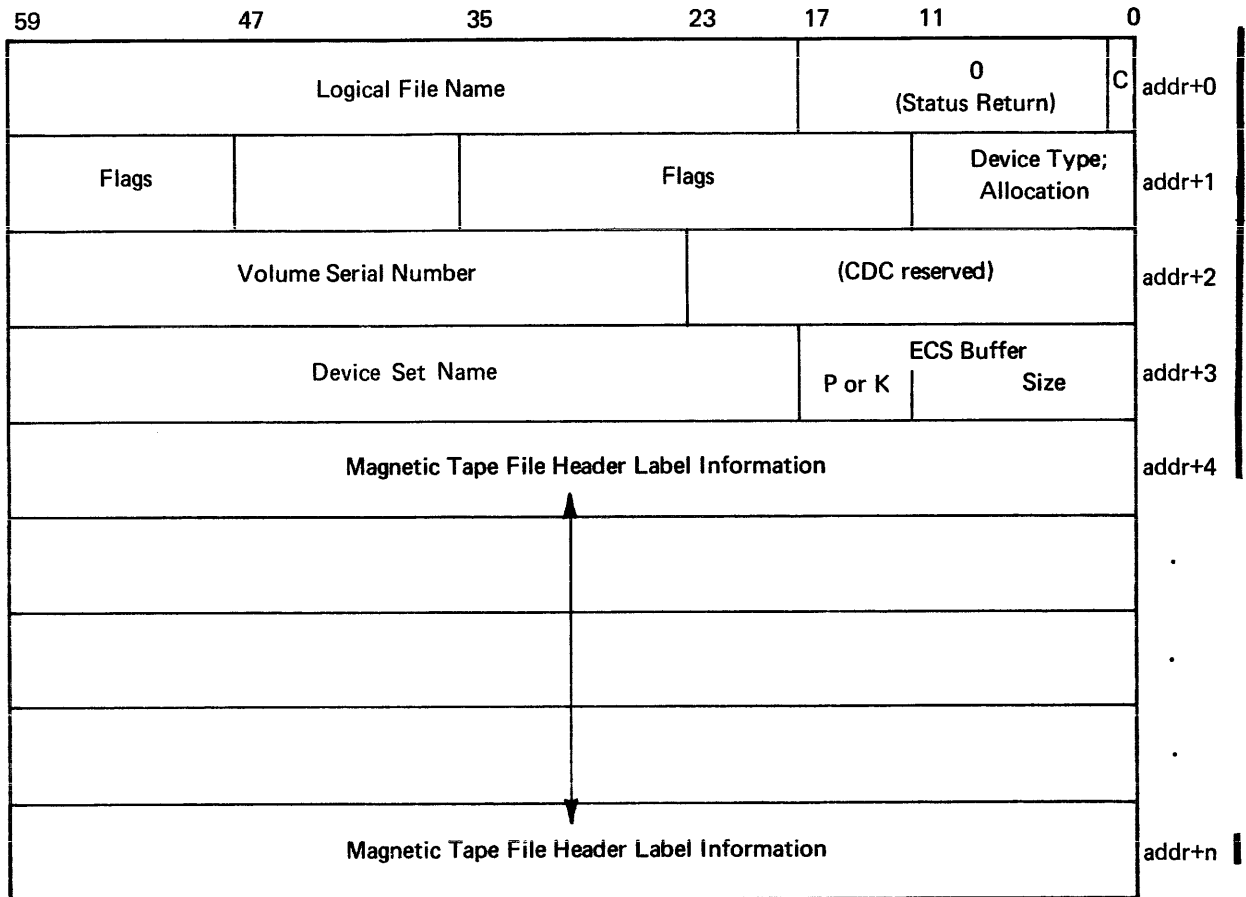 59 47 35 23 17 11 0
Logical File Name 0 (Status Return) C addr+0
Flags Flags Device Type; Allocation addr+1
Volume Serial Number (CDC reserved) addr+2
Device Set Name ECS Buffer P or K Size addr+3
Magnetic Tape File Header Label Information addr+4
.
.
.
Magnetic Tape File Header Label Information addr+n